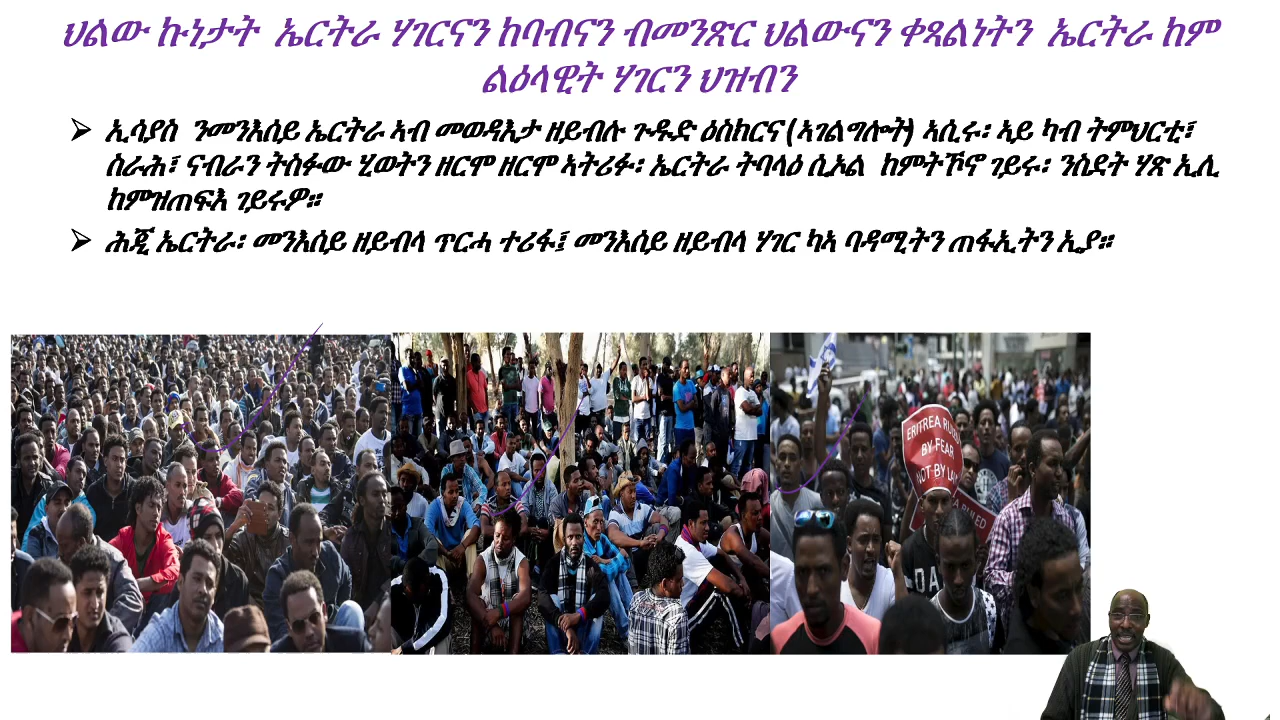 ህልው ኩነታት ኤርትራ ሃገርናን ከባብናን ብመንጽር ህልውናን ቀጻልነትን ኤርትራ ከም
ልዕላዊት ሃገርን ህዝብን
ኢሳያስ ንመንእሰይ ኤርትራ ኣብ መወዳእታ ዘይብሉ ጉዱድ ዕስክርና (ኣገልግሎት) ኣሲሩ፡ ኣይ ካብ ትምህርቲ፣
ስራሕ፣ ናብራን ትስፋው ሂወትን ዘርሞ ዘርሞ ኣትሪፉ፡ ኤርትራ ትባላዕ ሲኦል ከምትኾኖ ገይሩ፡ ንስደት ሃጽ ኢሊ
ከምዝጠፍእ ገይሩዎ።
ሕጂ ኤርትራ፡ መንእሰይ ዘይብላ ጥርሓ ተሪፋ፤ መንእሰይ ዘይብላ ሃገር ካኣ ባዳሚትን ጠፋኢትን ኢያ።
ERITREA RULED
BY FEAR
NOT BY LAW
RULED